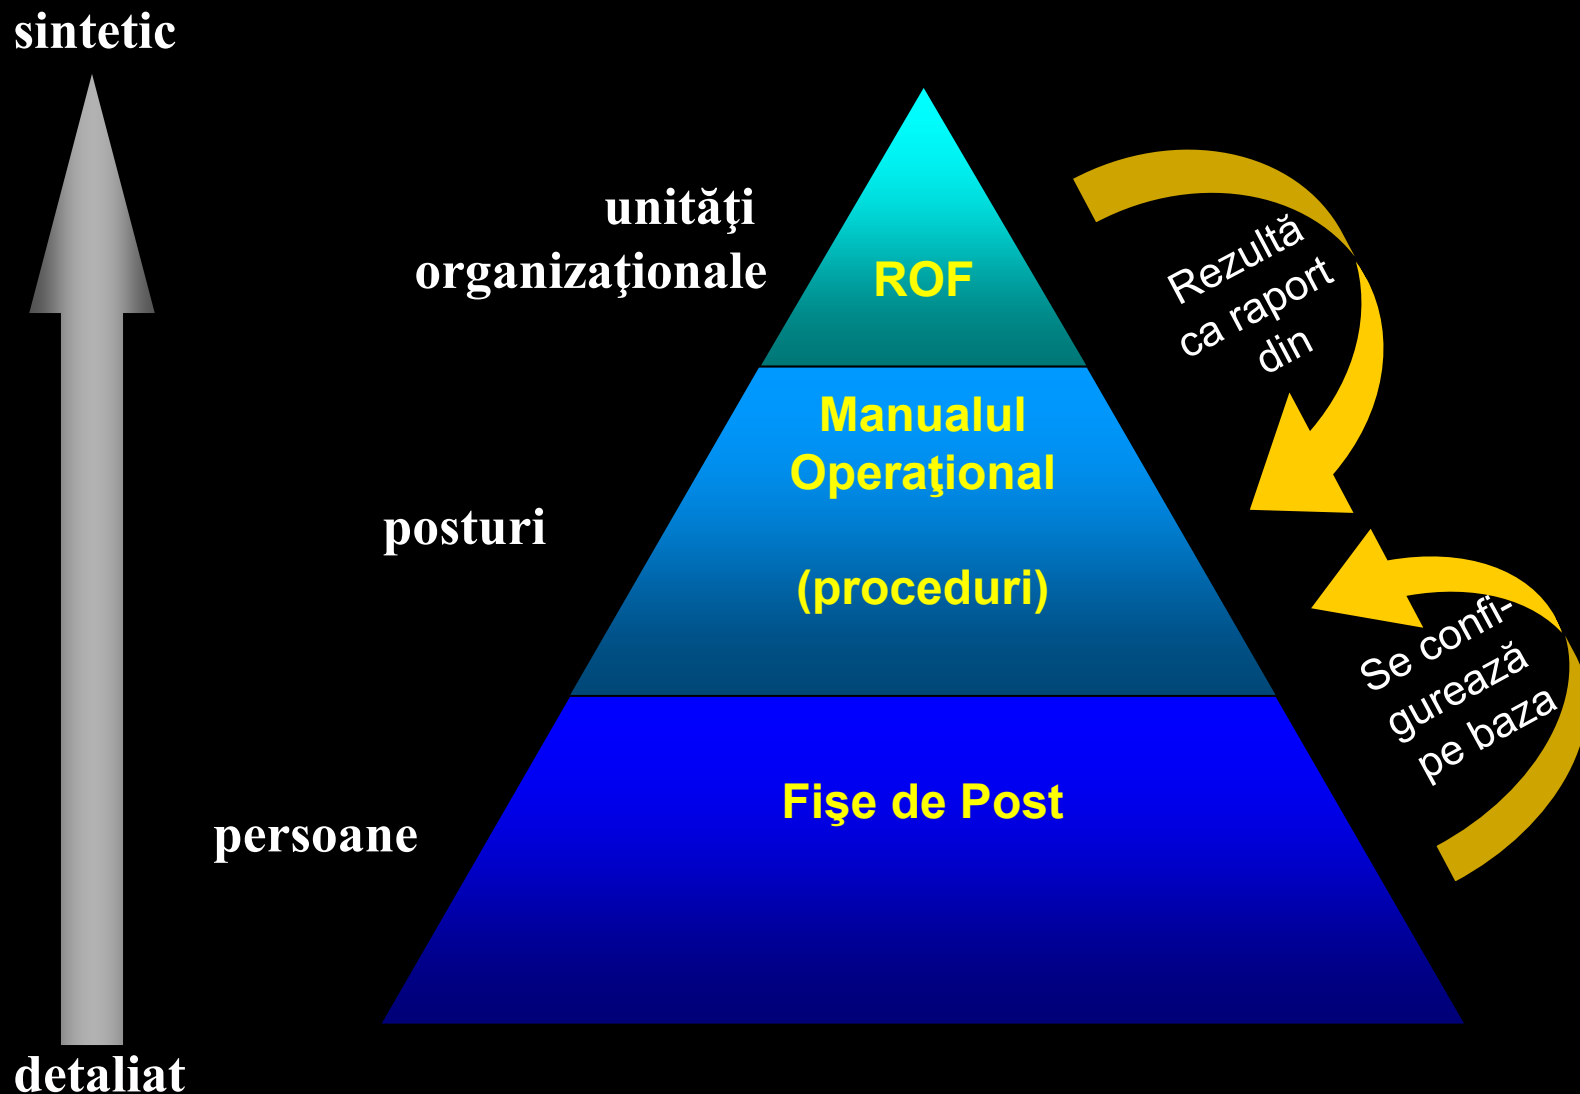 sintetic
unităţi
organizaţionale
ROF
Rezultă
ca raport
din
Manualul
Operaţional
(proceduri)
posturi
Se confi-
gurează
pe baza
Fişe de Post
persoane
detaliat